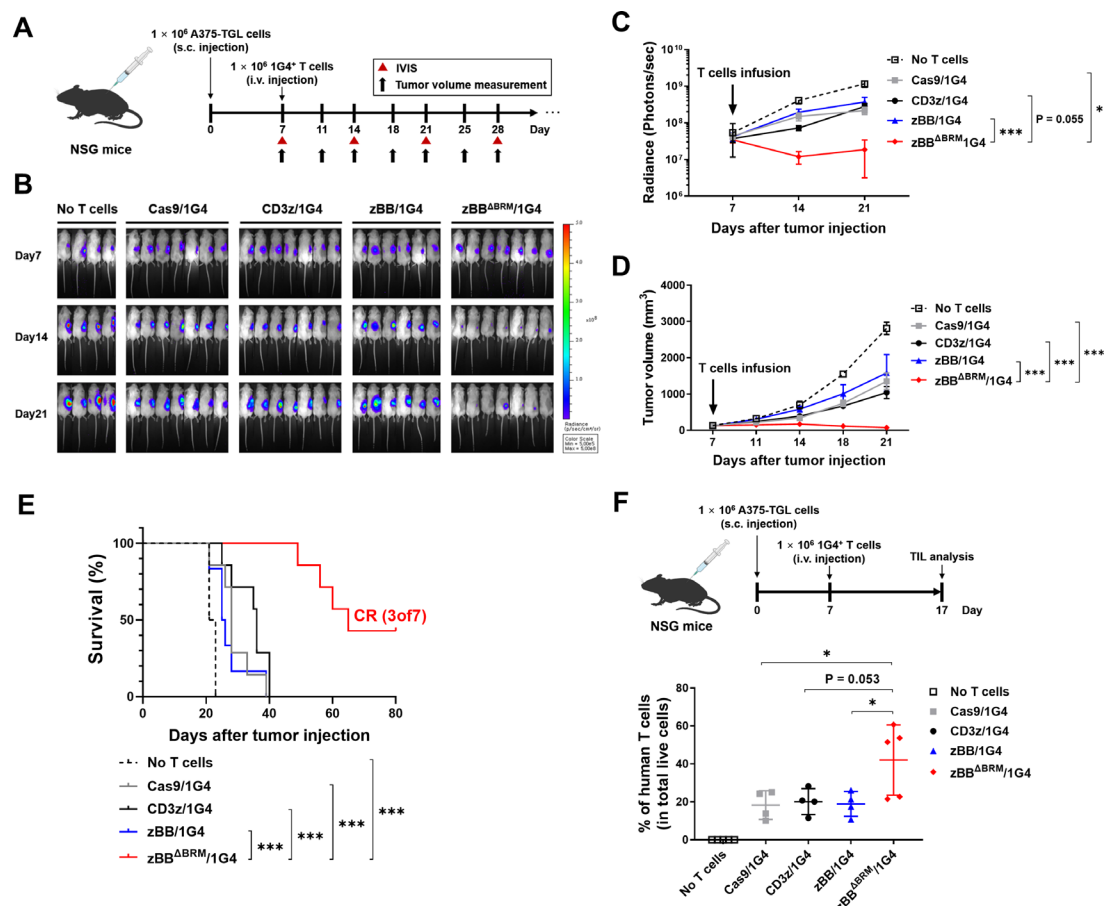 A
1 × 10⁶ A375-TGL cells
(s.c. injection)
1 × 10⁶ 1G4⁺ T cells
(i.v. injection)
IVIS
Tumor volume measurement
NSG mice
0 7 11 14 18 21 25 28 Day
B
No T cells Cas9/1G4 CD3z/1G4 zBB/1G4 zBB^ΔBRM/1G4
Day7
Day14
Day21
Radiance
(p/sec/cm²/sr)
Color Scale
Min = 5.00e5
Max = 5.00e8
C
Radiance (Photons/sec)
10¹⁰
10⁹
10⁸
10⁷
10⁶
T cells infusion
7 14 21
Days after tumor injection
No T cells
Cas9/1G4
CD3z/1G4
zBB/1G4
zBB^ΔBRM1G4
***
P = 0.055
*
D
Tumor volume (mm³)
4000
3000
2000
1000
0
T cells infusion
7 11 14 18 21
Days after tumor injection
No T cells
Cas9/1G4
CD3z/1G4
zBB/1G4
zBB^ΔBRM/1G4
***
***
***
E
Survival (%)
100
50
0
0 20 40 60 80
CR (3of7)
Days after tumor injection
No T cells
Cas9/1G4
CD3z/1G4
zBB/1G4
zBB^ΔBRM/1G4
***
***
***
***
F
1 × 10⁶ A375-TGL cells
(s.c. injection)
1 × 10⁶ 1G4⁺ T cells
(i.v. injection)
TIL analysis
NSG mice
0 7 17 Day
% of human T cells
(in total live cells)
80
60
40
20
0
*
P = 0.053
*
No T cells
Cas9/1G4
CD3z/1G4
zBB/1G4
zBB^ΔBRM/1G4
No T cells
Cas9/1G4
CD3z/1G4
zBB/1G4
zBB^ΔBRM/1G4